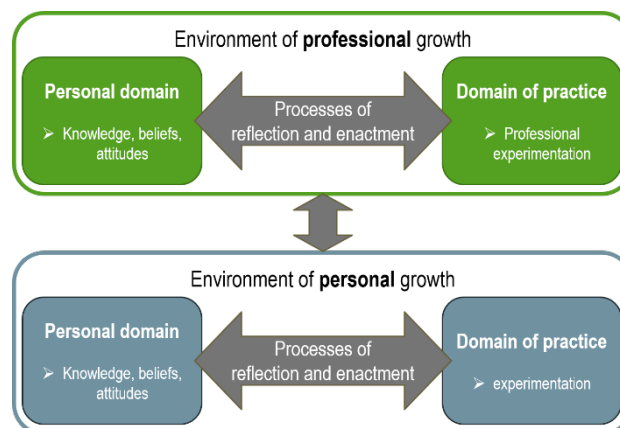 Environment of professional growth
Personal domain
➢ Knowledge, beliefs,
attitudes
Processes of
reflection and enactment
Domain of practice
➢ Professional
experimentation
Environment of personal growth
Personal domain
➢ Knowledge, beliefs,
attitudes
Processes of
reflection and enactment
Domain of practice
➢ experimentation